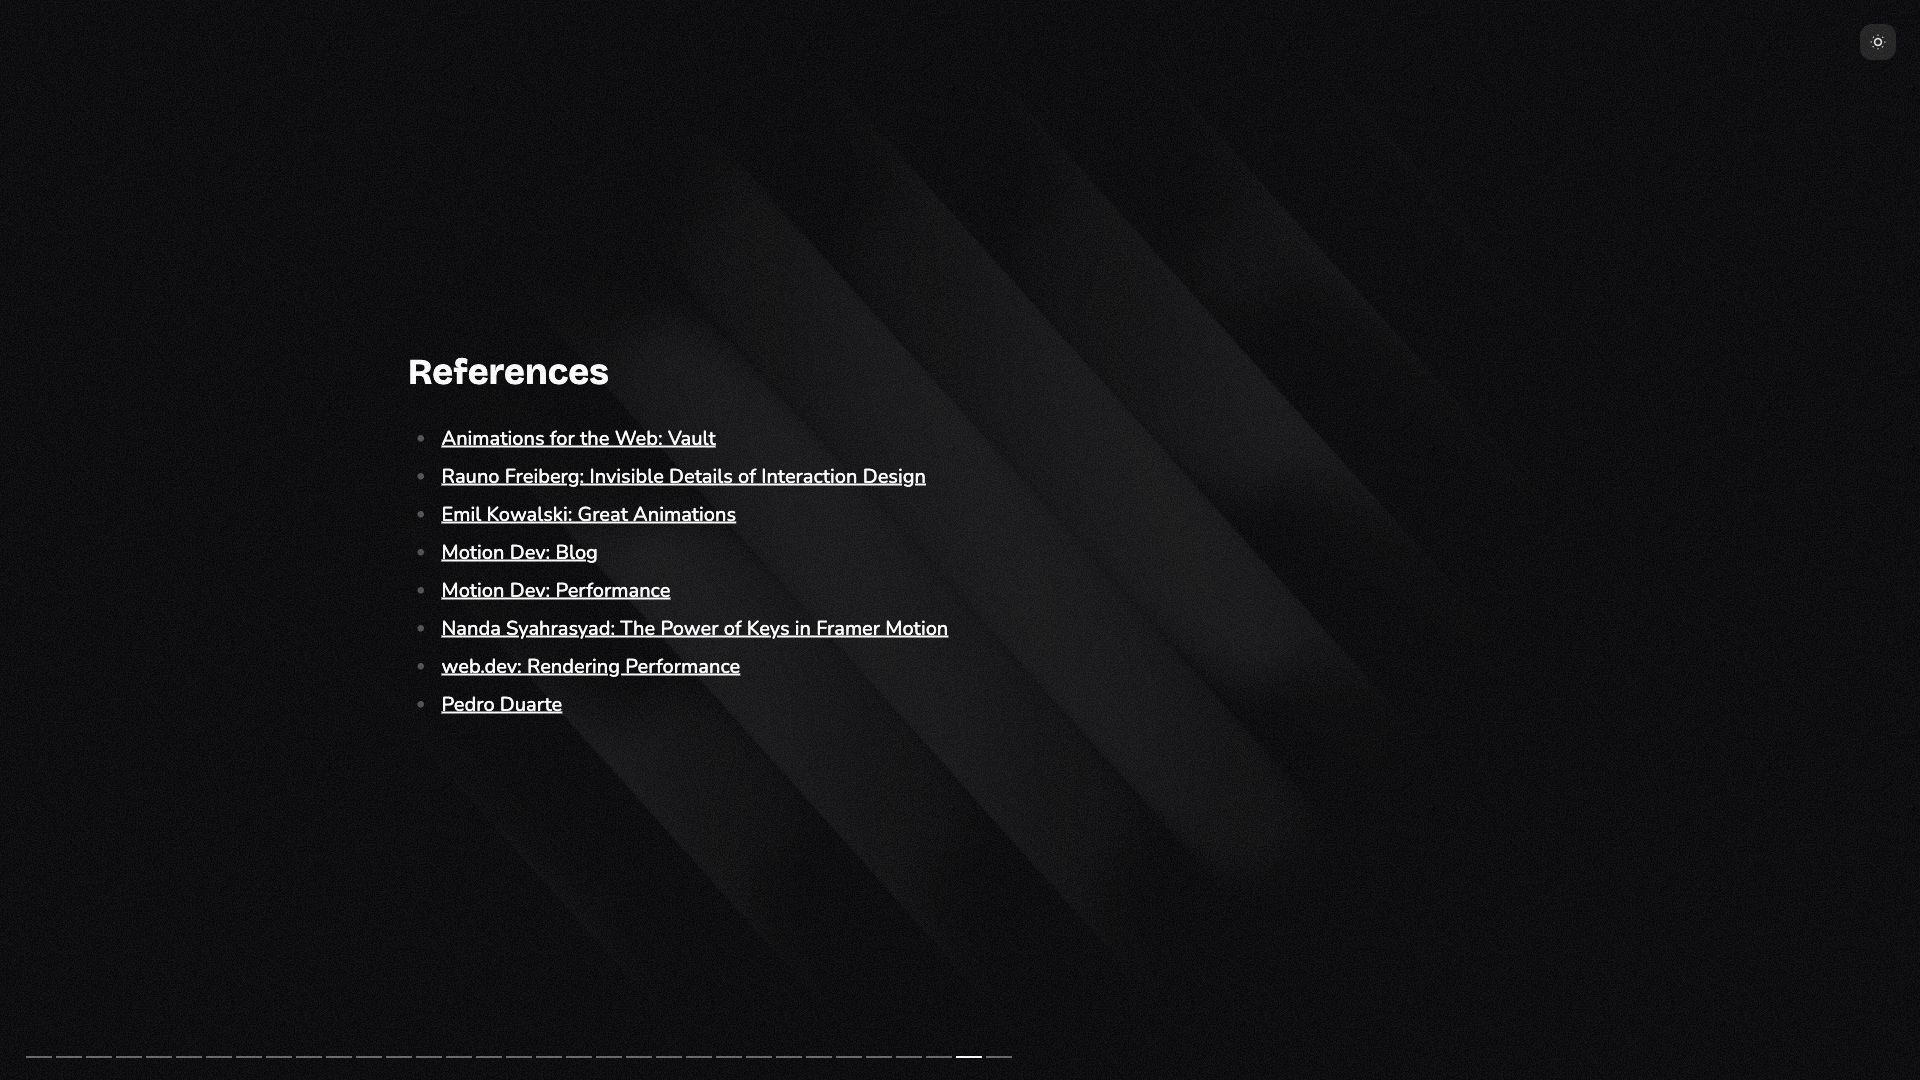 References
Animations for the Web: Vault
Rauno Freiberg: Invisible Details of Interaction Design
Emil Kowalski: Great Animations
Motion Dev: Blog
Motion Dev: Performance
Nanda Syahrasyad: The Power of Keys in Framer Motion
web.dev: Rendering Performance
Pedro Duarte